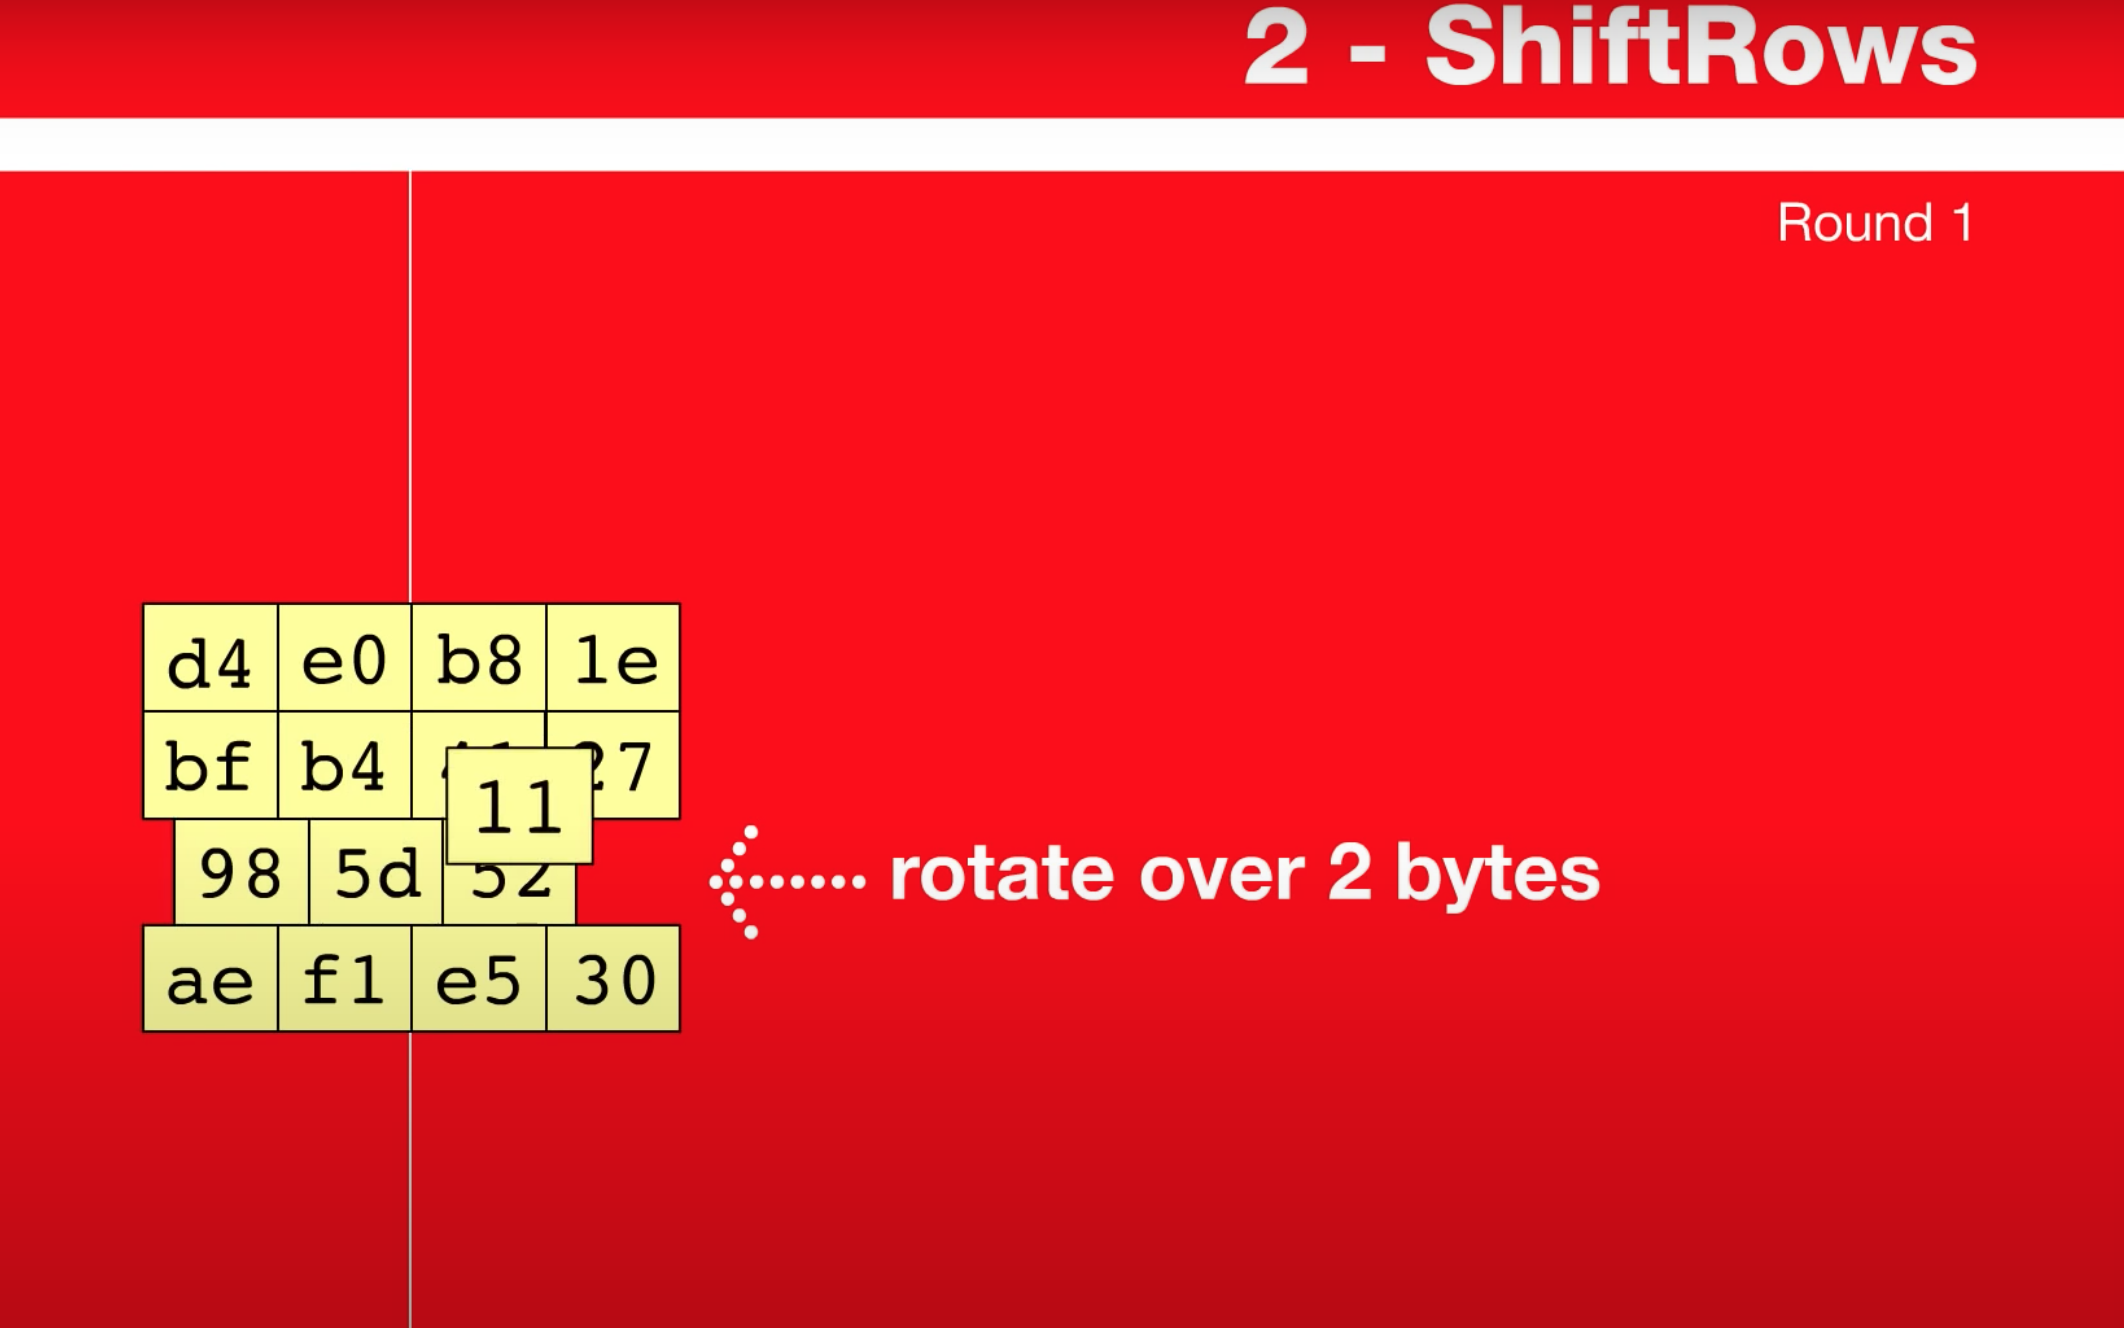 2 - ShiftRows
Round 1
d4 e0 b8 1e
bf b4 27
11
98 5d 52
rotate over 2 bytes
ae f1 e5 30